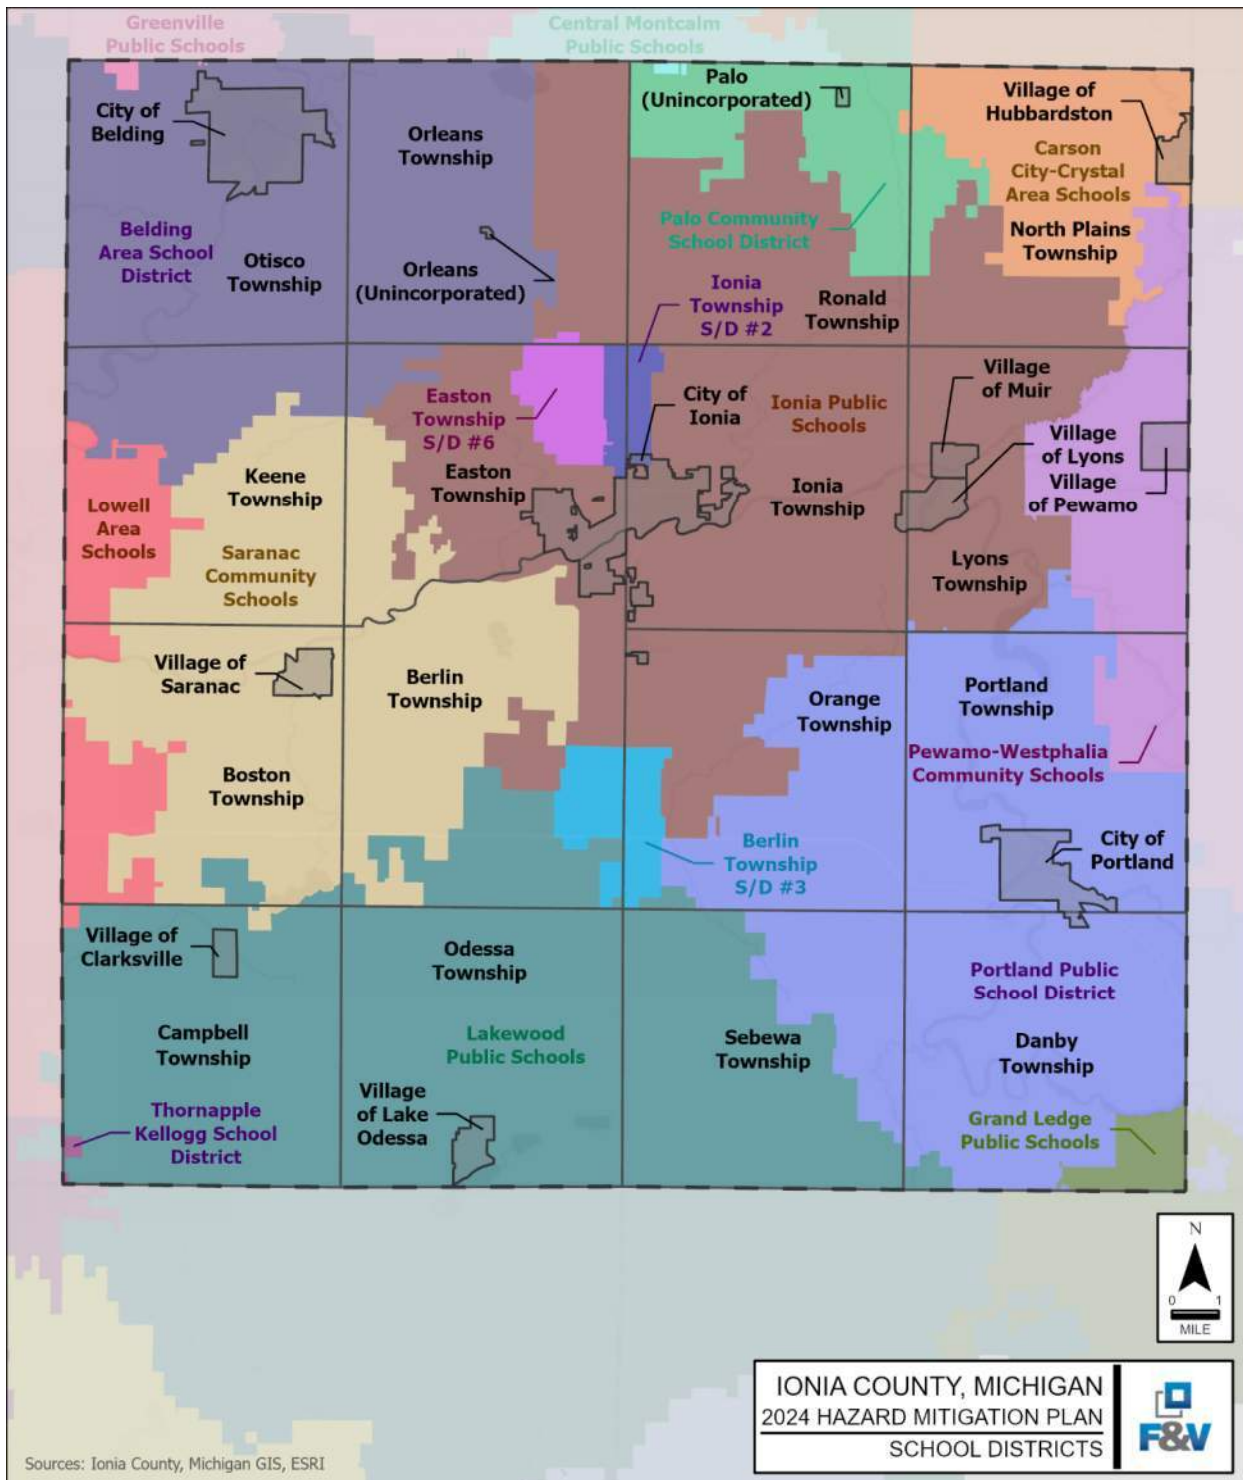 Greenville
Public Schools
Central Montcalm
Public Schools
City of
Belding
Orleans
Township
Palo
(Unincorporated)
Village of
Hubbardston
Carson
City-Crystal
Area Schools
Belding
Area School
District
Otisco
Township
Orleans
(Unincorporated)
Palo Community
School District
North Plains
Township
Ionia
Township
S/D #2
Ronald
Township
Easton
Township
S/D #6
City of
Ionia
Ionia Public
Schools
Village
of Muir
Village
of Lyons
Village
of Pewamo
Keene
Township
Easton
Township
Ionia
Township
Lowell
Area
Schools
Saranac
Community
Schools
Lyons
Township
Village of
Saranac
Berlin
Township
Orange
Township
Portland
Township
Pewamo-Westphalia
Community Schools
Boston
Township
Berlin
Township
S/D #3
City of
Portland
Village of
Clarksville
Odessa
Township
Portland Public
School District
Campbell
Township
Lakewood
Public Schools
Sebewa
Township
Danby
Township
Thornapple
Kellogg School
District
Village
of Lake
Odessa
Grand Ledge
Public Schools
N
0 1
MILE
IONIA COUNTY, MICHIGAN
2024 HAZARD MITIGATION PLAN
SCHOOL DISTRICTS
F&V
Sources: Ionia County, Michigan GIS, ESRI